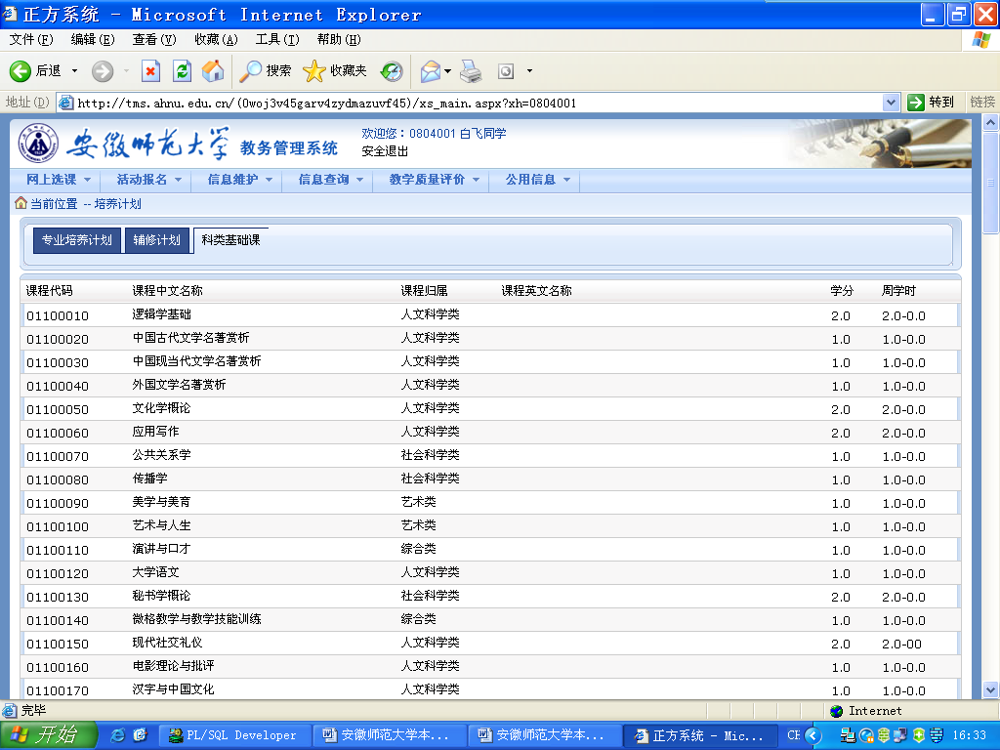 正方系统 - Microsoft Internet Explorer
文件(F) 编辑(E) 查看(V) 收藏(A) 工具(T) 帮助(H)
后退 搜索 收藏夹
地址(D) http://tms.ahnu.edu.cn/(0woj3v45garv4zydmazuvf45)/xs_main.aspx?xh=0804001 转到 链接
安徽师范大学 教务管理系统
欢迎您：0804001 白飞同学
安全退出
网上选课 活动报名 信息维护 信息查询 教学质量评价 公用信息
当前位置 -- 培养计划
专业培养计划 辅修计划 科类基础课
课程代码 课程中文名称 课程归属 课程英文名称 学分 周学时
01100010 逻辑学基础 人文科学类 2.0 2.0-0.0
01100020 中国古代文学名著赏析 人文科学类 1.0 1.0-0.0
01100030 中国现当代文学名著赏析 人文科学类 1.0 1.0-0.0
01100040 外国文学名著赏析 人文科学类 1.0 1.0-0.0
01100050 文化学概论 人文科学类 2.0 2.0-0.0
01100060 应用写作 人文科学类 2.0 2.0-0.0
01100070 公共关系学 社会科学类 1.0 1.0-0.0
01100080 传播学 社会科学类 1.0 1.0-0.0
01100090 美学与美育 艺术类 1.0 1.0-0.0
01100100 艺术与人生 艺术类 1.0 1.0-0.0
01100110 演讲与口才 综合类 1.0 1.0-0.0
01100120 大学语文 人文科学类 1.0 1.0-0.0
01100130 秘书学概论 社会科学类 2.0 2.0-0.0
01100140 微格教学与教学技能训练 综合类 1.0 1.0-0.0
01100150 现代社交礼仪 人文科学类 2.0 2.0-00
01100160 电影理论与批评 人文科学类 1.0 1.0-0.0
01100170 汉字与中国文化 人文科学类 1.0 1.0-0.0
完毕 Internet
开始 PL/SQL Developer 安徽师范大学本... 安徽师范大学本... 正方系统 - Mic... CH 16:33